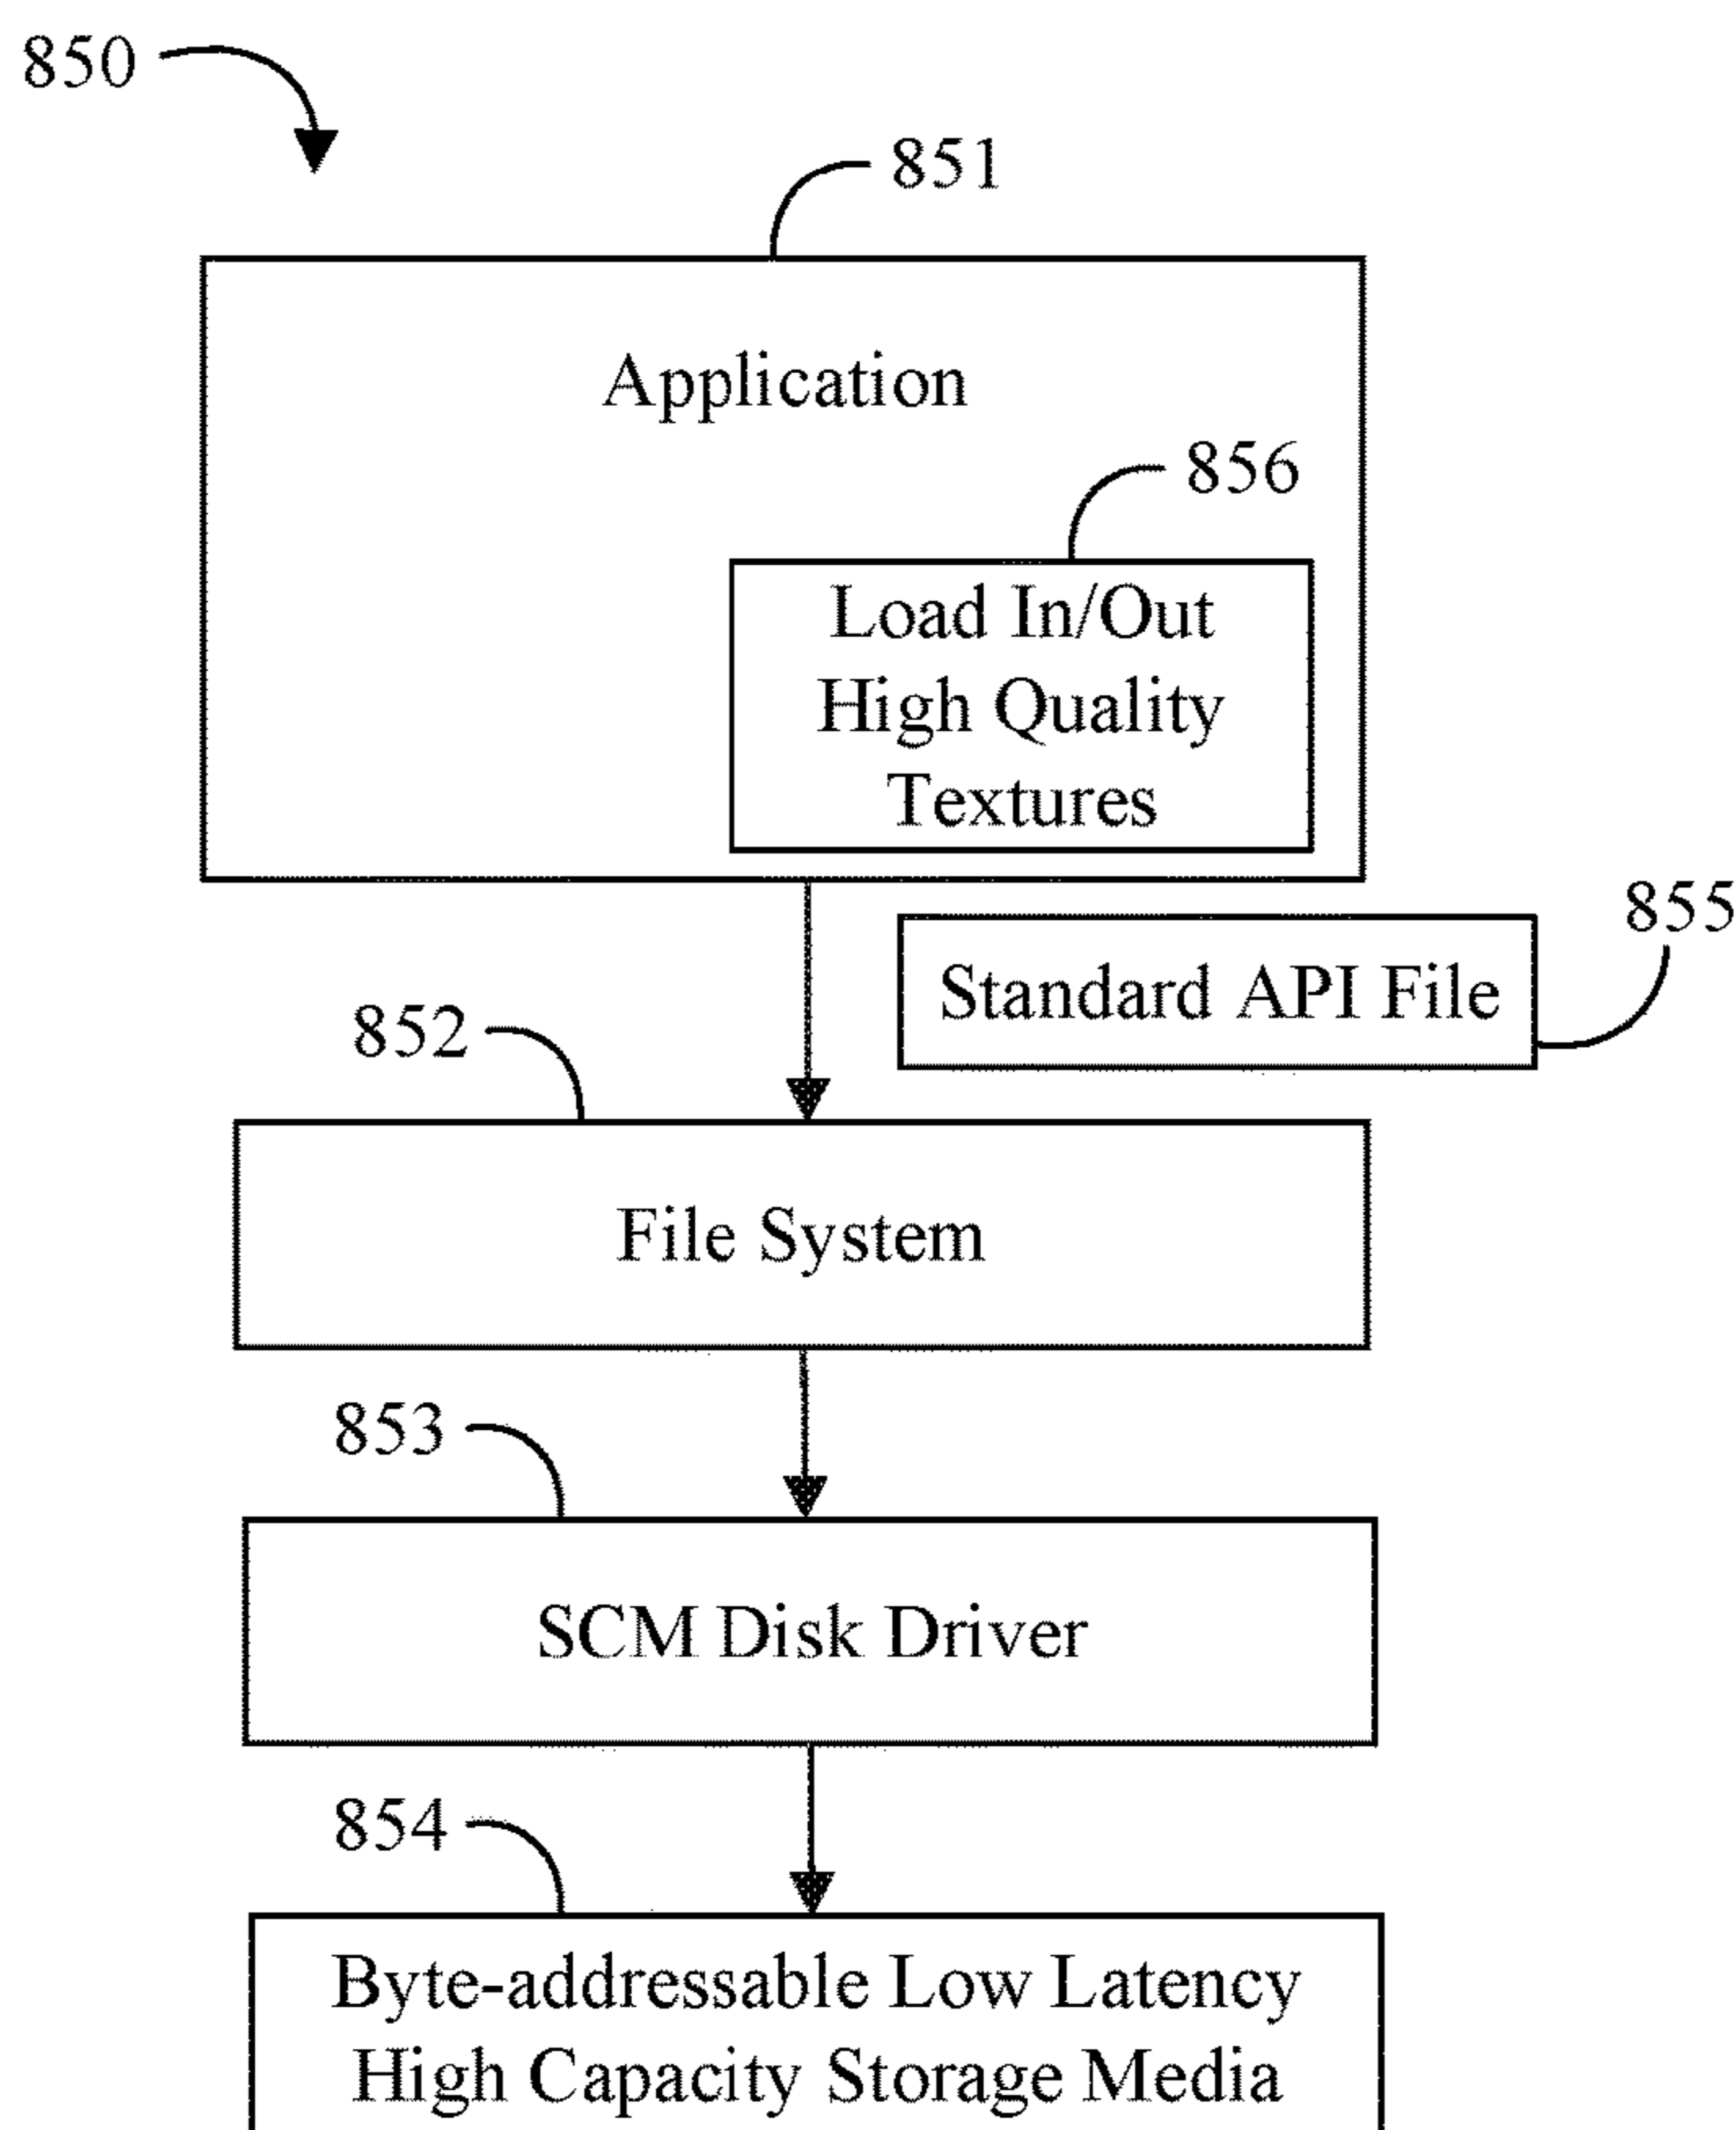 850
851
Application
856
Load In/Out
High Quality
Textures
855
Standard API File
852
File System
853
SCM Disk Driver
854
Byte-addressable Low Latency
High Capacity Storage Media